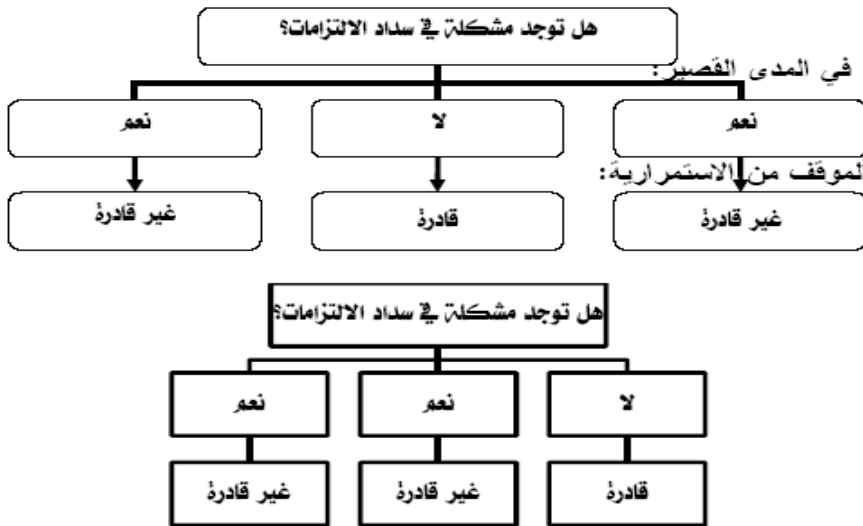 هل توجد مشكلة في سداد الالتزامات؟
في المدى القصير:
نعم لا نعم
لموقف من الاستمرارية:
غير قادرة قادرة غير قادرة
هل توجد مشكلة في سداد الالتزامات؟
لا نعم نعم
قادرة غير قادرة غير قادرة